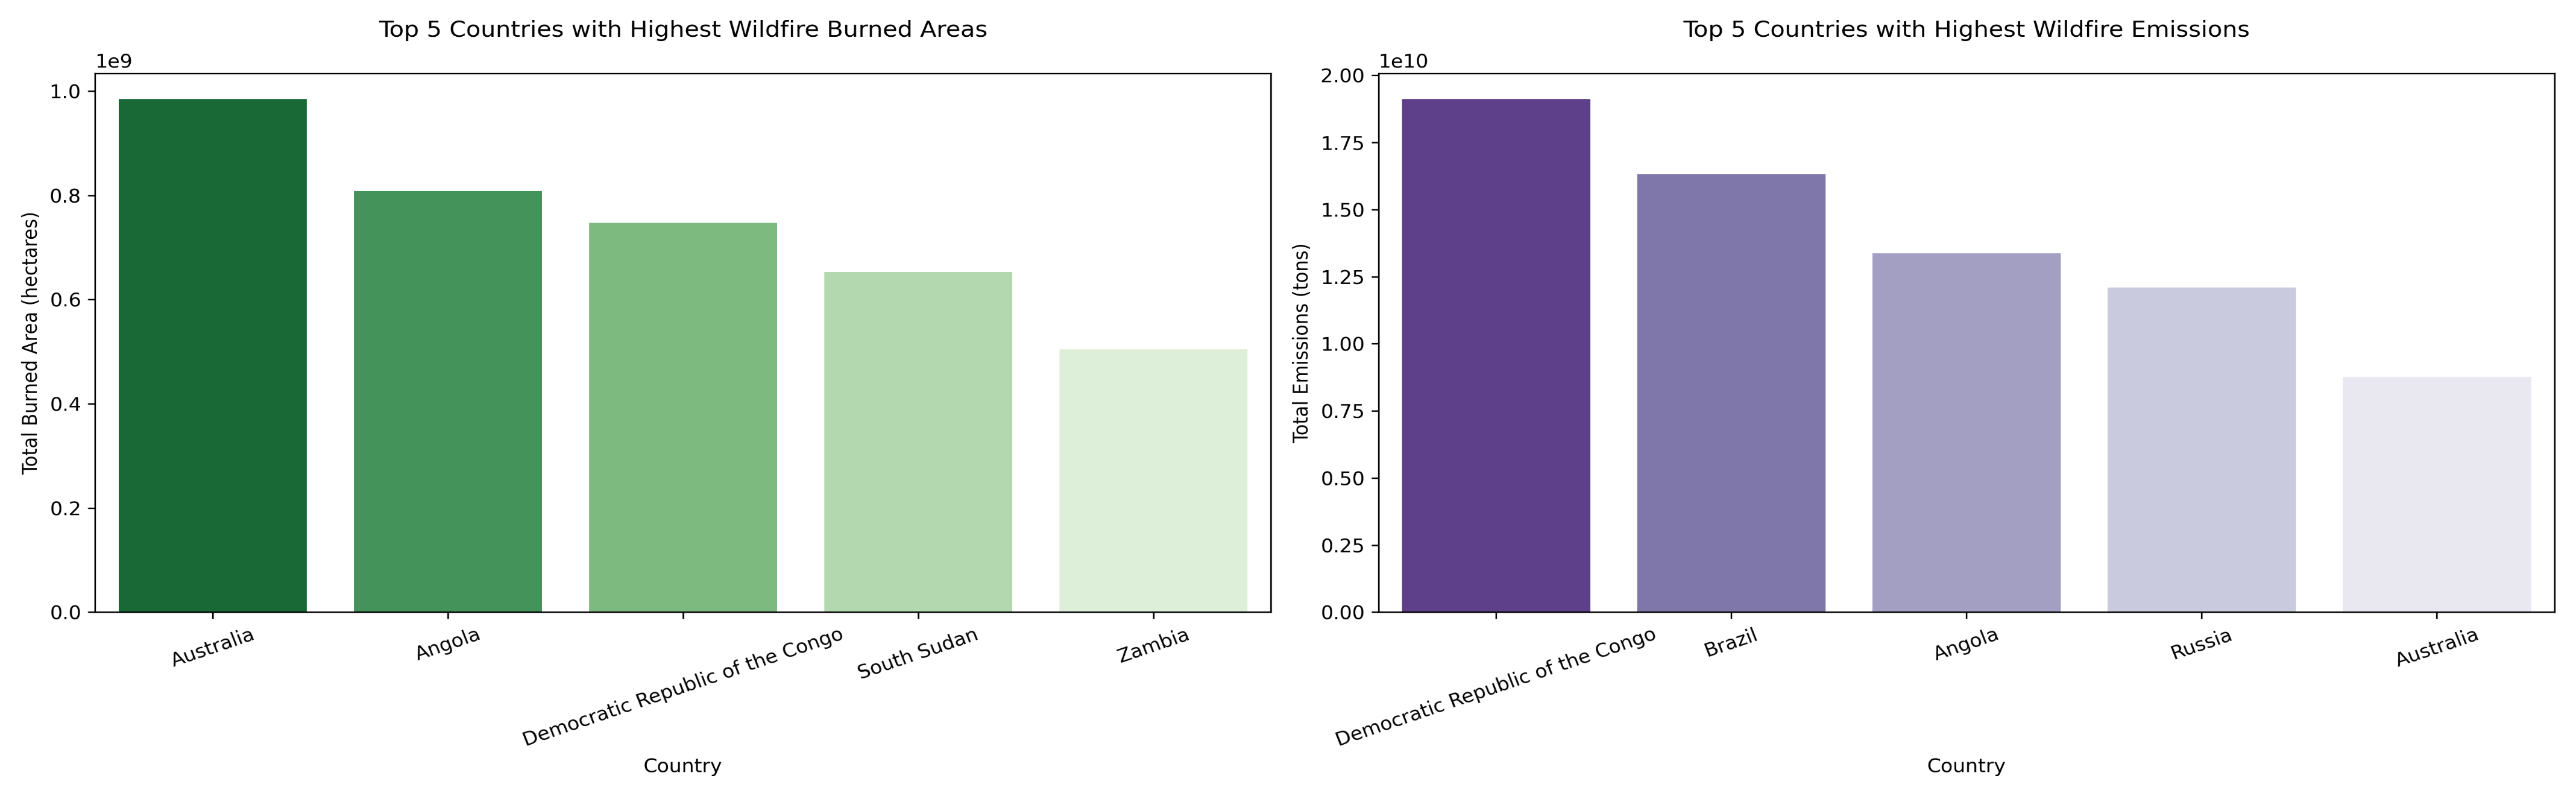 Top 5 Countries with Highest Wildfire Burned Areas
1e9
1.0
0.8
0.6
0.4
0.2
0.0
Total Burned Area (hectares)
Australia
Angola
Democratic Republic of the Congo
South Sudan
Zambia
Country
Top 5 Countries with Highest Wildfire Emissions
1e10
2.00
1.75
1.50
1.25
1.00
0.75
0.50
0.25
0.00
Total Emissions (tons)
Democratic Republic of the Congo
Brazil
Angola
Russia
Australia
Country